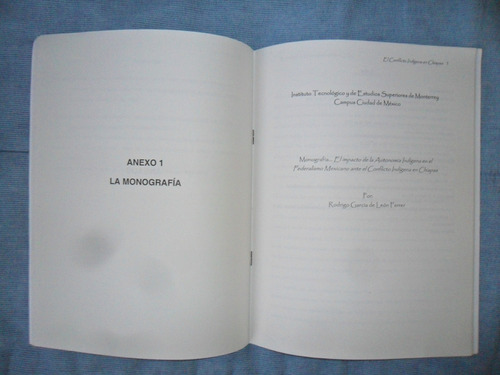 ANEXO 1
LA MONOGRAFÍA
El Conflicto Indígena en Chiapas 1
Instituto Tecnológico y de Estudios Superiores de Monterrey
Campus Ciudad de México
Monografía.- El impacto de la Autonomía Indígena en el
Federalismo Mexicano ante el Conflicto Indígena en Chiapas
Por:
Rodrigo García de León Ferrer